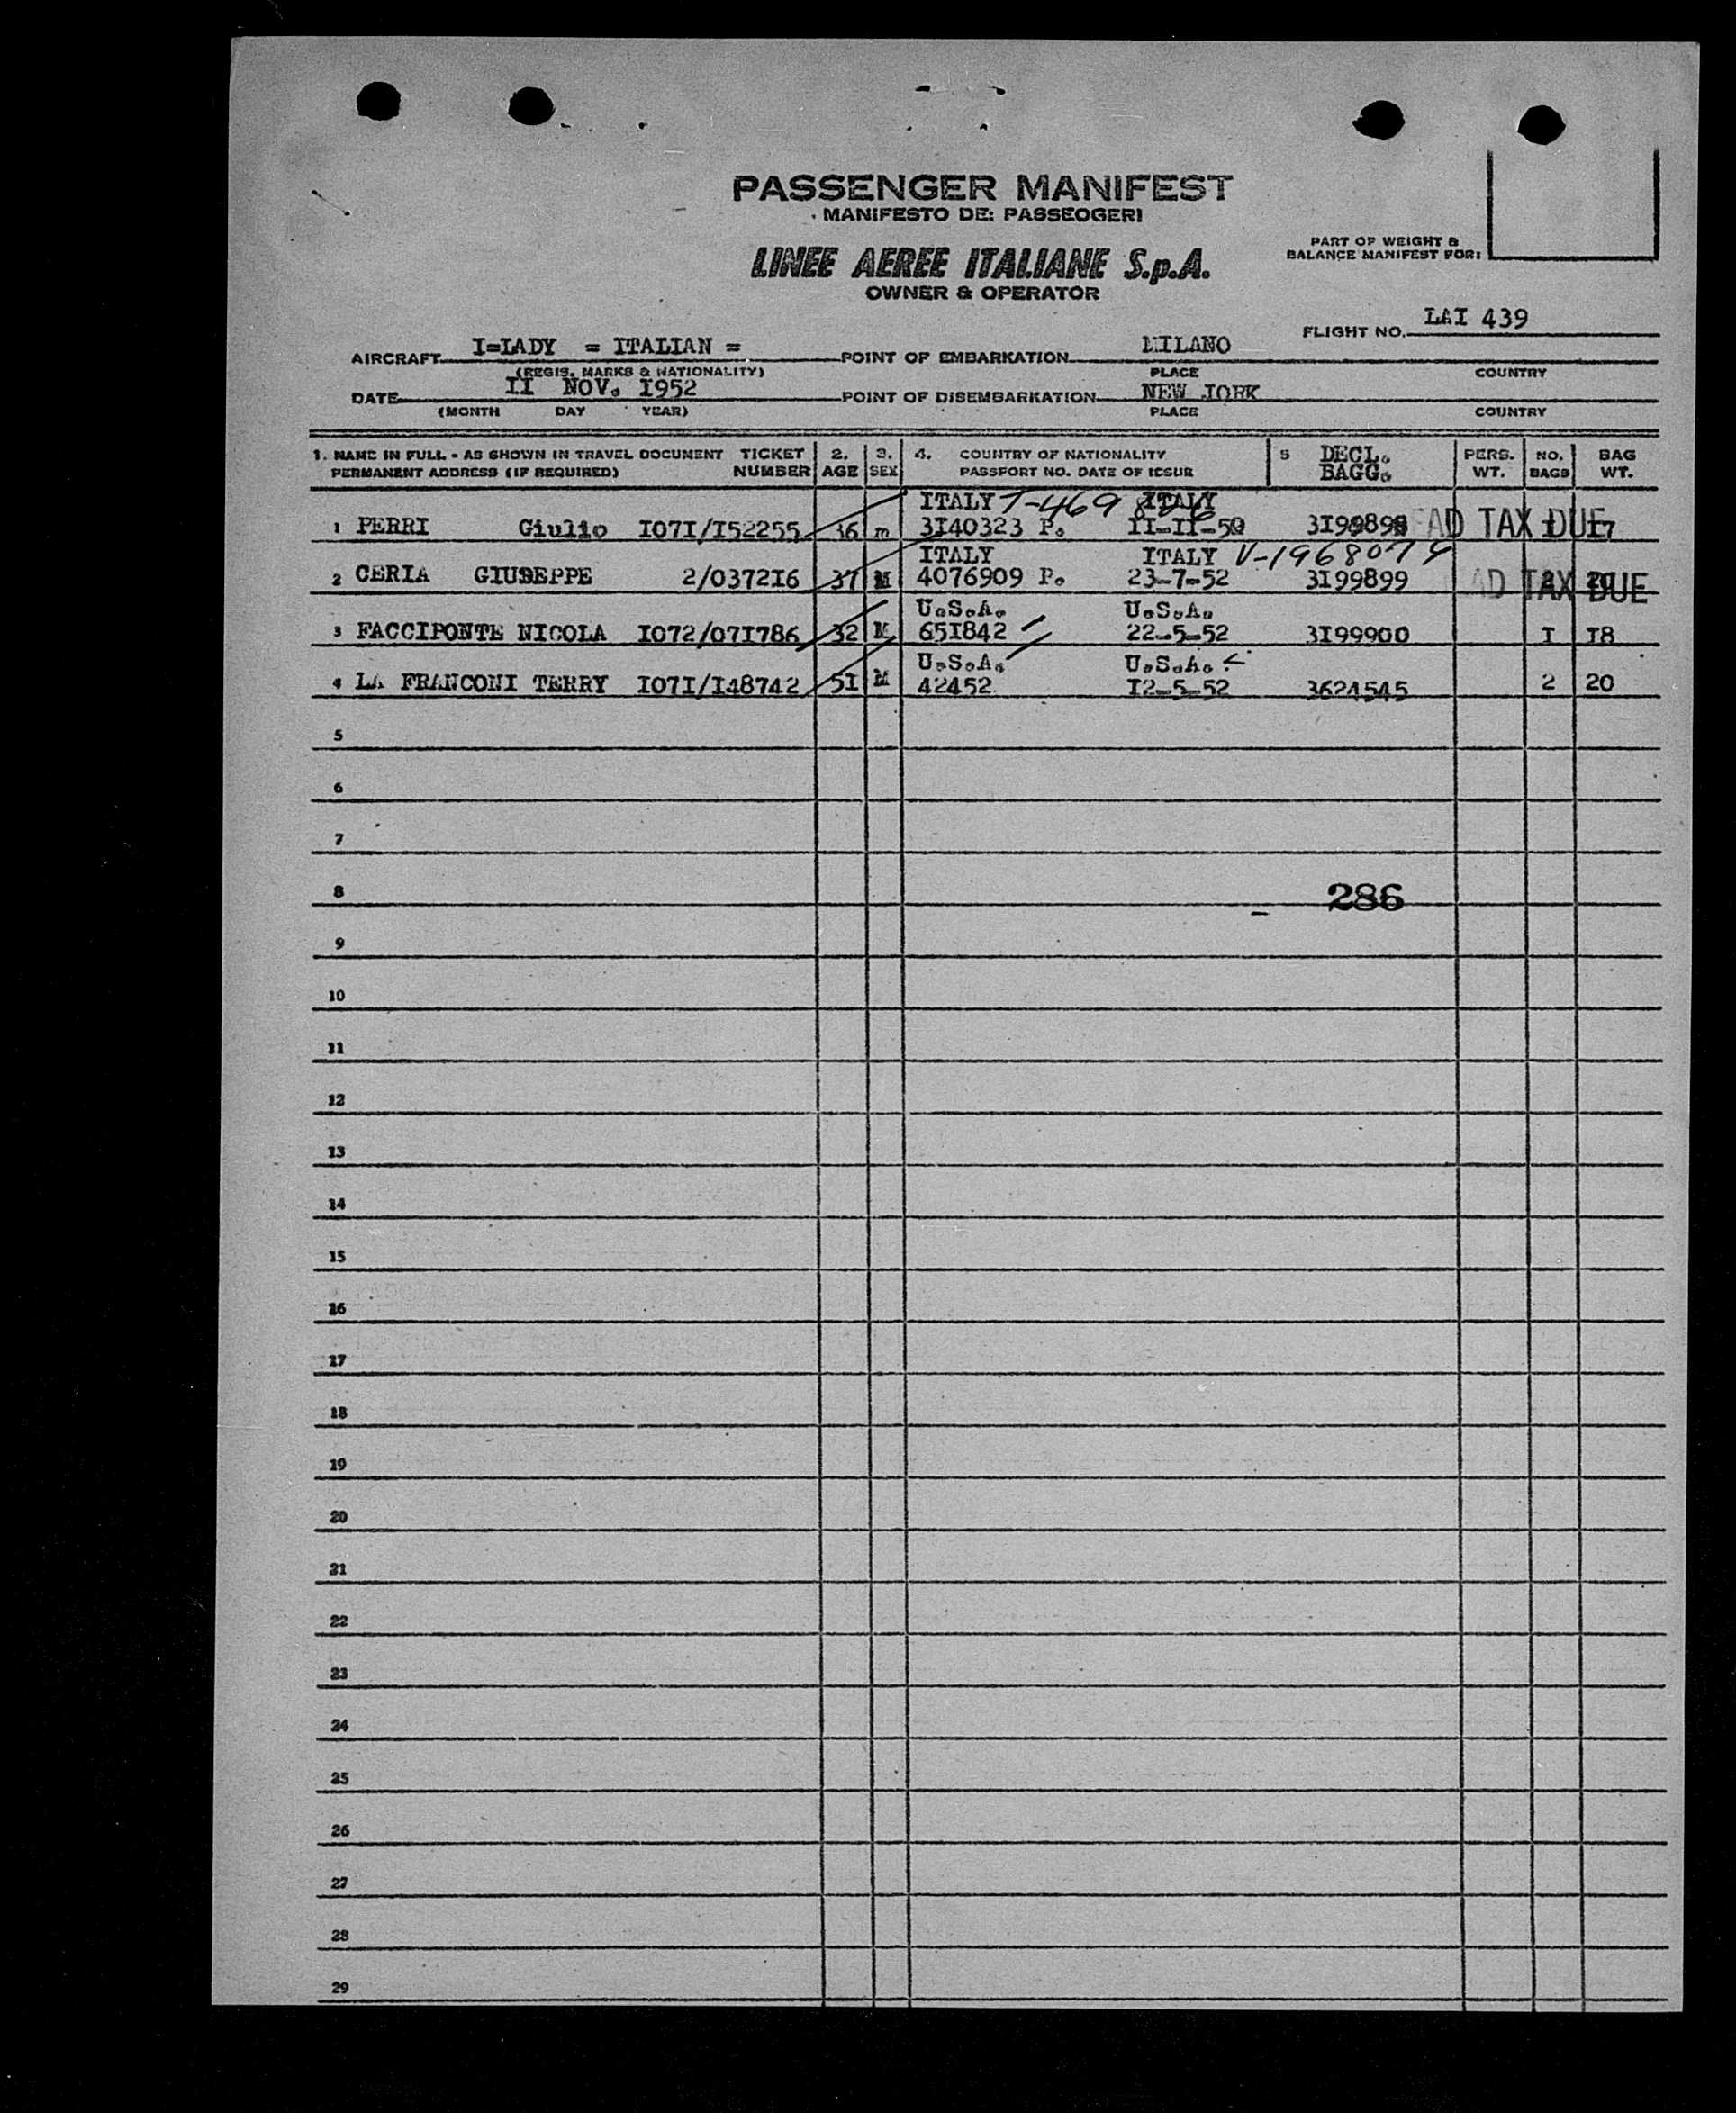 PASSENGER MANIFEST
MANIFESTO DE: PASSEOGERI
LINEE AEREE ITALIANE S.p.A.
OWNER & OPERATOR
PART OF WEIGHT &
BALANCE MANIFEST FOR:
FLIGHT NO. LAI 439
AIRCRAFT I=LADY = ITALIAN = POINT OF EMBARKATION MILANO
(REGIS. MARKS & NATIONALITY) PLACE COUNTRY
DATE II NOV. I952 POINT OF DISEMBARKATION NEW JORK
(MONTH DAY YEAR) PLACE COUNTRY
1. NAME IN FULL - AS SHOWN IN TRAVEL DOCUMENT TICKET 2. 3. 4. COUNTRY OF NATIONALITY 5 DECL. PERS. NO. BAG
PERMANENT ADDRESS (IF REQUIRED) NUMBER AGE SEX PASSPORT NO. DATE OF ISSUE BAGG. WT. BAGS WT.
ITALY ITALY
1 PERRI Giulio I07I/I52255 36 m 3I40323 P. II-II-50 3I99898 TAX DUE
ITALY ITALY V-1968074
2 CERIA GIUSEPPE 2/0372I6 37 M 4076909 P. 23-7-52 3I99899 TAX DUE
U.S.A. U.S.A.
3 FACCIPONTE NICOLA I072/07I786 32 M 65I842 22-5-52 3I99900 I I8
U.S.A. U.S.A.
4 LA FRANCONI TERRY I07I/I48742 51 M 42452 I2-5-52 3624545 2 20
5
6
7
8 286
9
10
11
12
13
14
15
16
17
18
19
20
21
22
23
24
25
26
27
28
29